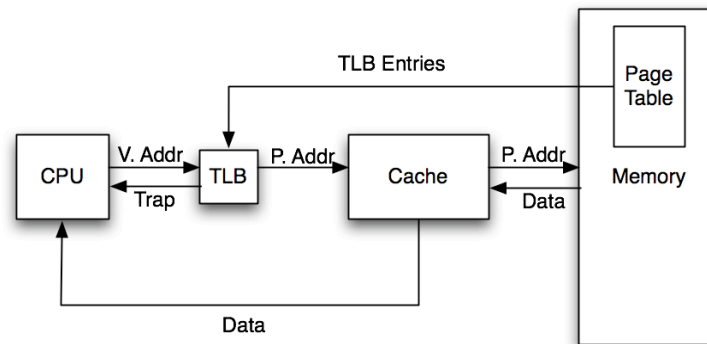 TLB Entries
Page
Table
V. Addr
P. Addr
P. Addr
CPU
TLB
Cache
Memory
Trap
Data
Data